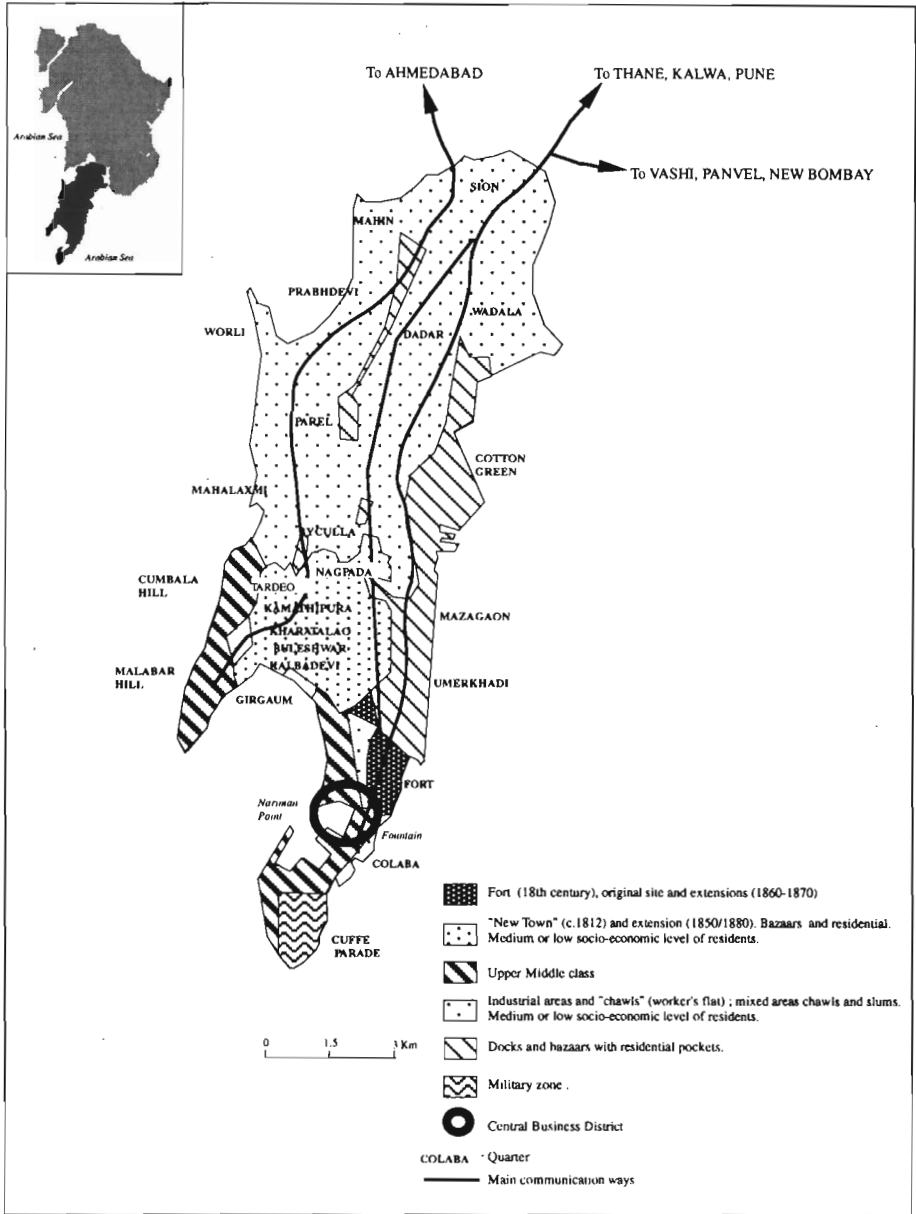 Arabian Sea
Arabian Sea
To AHMEDABAD
To THANE, KALWA, PUNE
To VASHI, PANVEL, NEW BOMBAY
SION
MAHIN
PRABHDEVI
WORLI
WADALA
DADAR
PAREL
COTTON
GREEN
MAHALAXMI
YCULLA
NAGPADA
CUMBALA
HILL
TARDEO
KAMATHIPURA
MAZAGAON
KHARATALAO
BULESHWAR
KALBADEVI
MALABAR
HILL
UMERKHADI
GIRGAUM
FORT
Nariman
Point
Fountain
COLABA
CUFFE
PARADE
Fort (18th century), original site and extensions (1860-1870)
"New Town" (c.1812) and extension (1850/1880). Bazaars and residential.
Medium or low socio-economic level of residents.
Upper Middle class
Industrial areas and "chawls" (worker's flat) ; mixed areas chawls and slums.
Medium or low socio-economic level of residents.
Docks and bazaars with residential pockets.
Military zone .
Central Business District
COLABA - Quarter
Main communication ways
0 1.5 3 Km